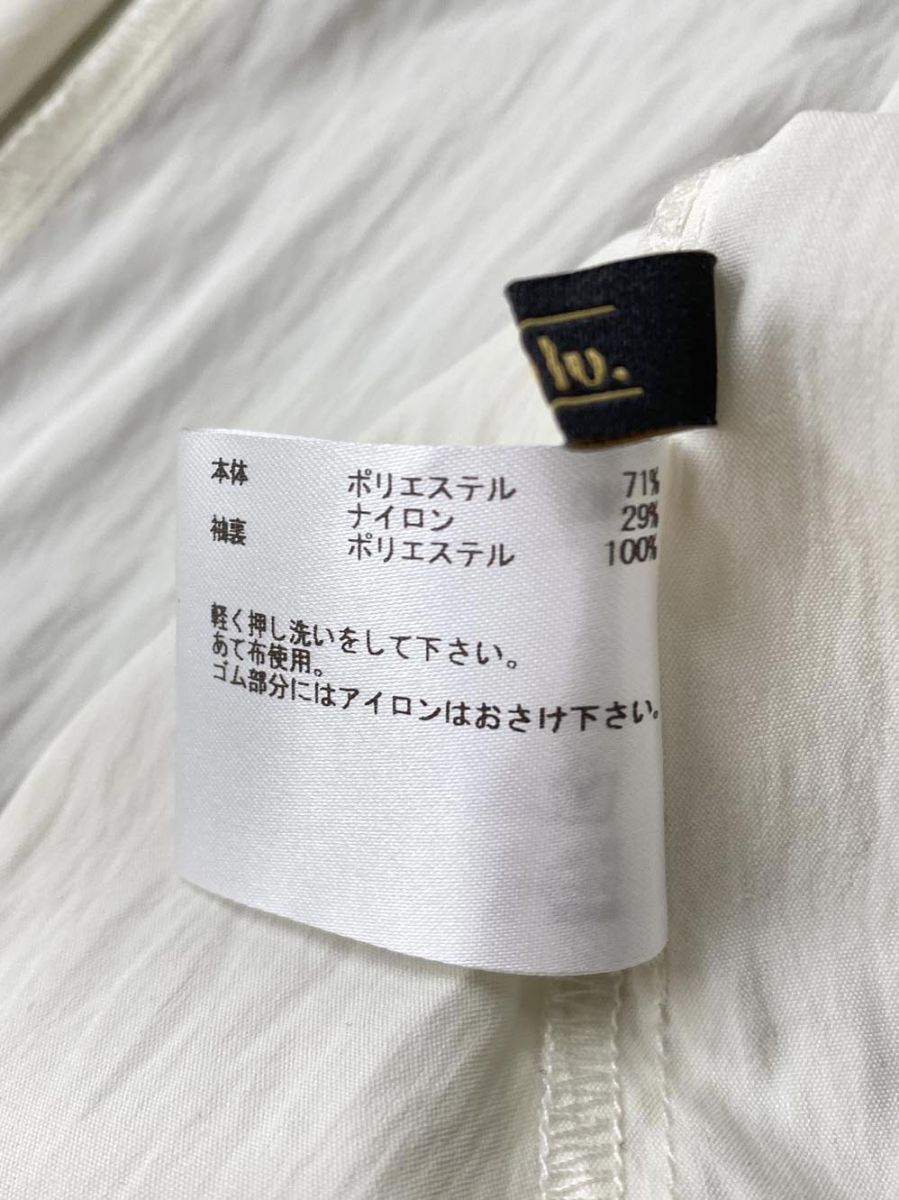 lv.
本体 ポリエステル 71%
ナイロン 29%
袖裏 ポリエステル 100%
軽く押し洗いをして下さい。
あて布使用。
ゴム部分にはアイロンはおさけ下さい。